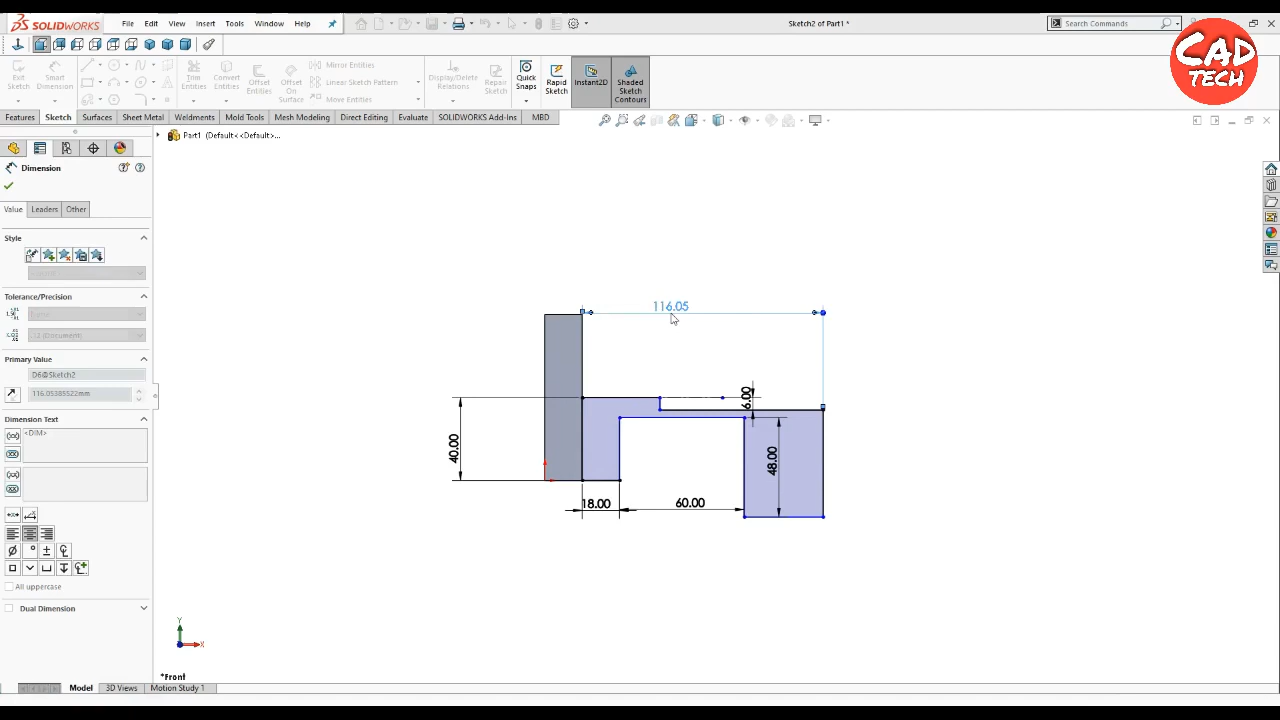 SOLIDWORKS
File Edit View Insert Tools Window Help
Sketch2 of Part1 *
Search Commands
CAD TECH
Exit Sketch
Smart Dimension
Trim Entities
Convert Entities
Offset Entities
Offset On Surface
Mirror Entities
Linear Sketch Pattern
Move Entities
Display/Delete Relations
Repair Sketch
Quick Snaps
Rapid Sketch
Instant2D
Shaded Sketch Contours
Features Sketch Surfaces Sheet Metal Weldments Mold Tools Mesh Modeling Direct Editing Evaluate SOLIDWORKS Add-ins MBD
Part1 (Default<<Default>...
Dimension
Value Leaders Other
Style
Tolerance/Precision
Primary Value
D6@Sketch2
116.05385522mm
Dimension Text
<DIM>
All uppercase
Dual Dimension
116.05
6.00
40.00
48.00
18.00
60.00
Y
X
*Front
Model 3D Views Motion Study 1